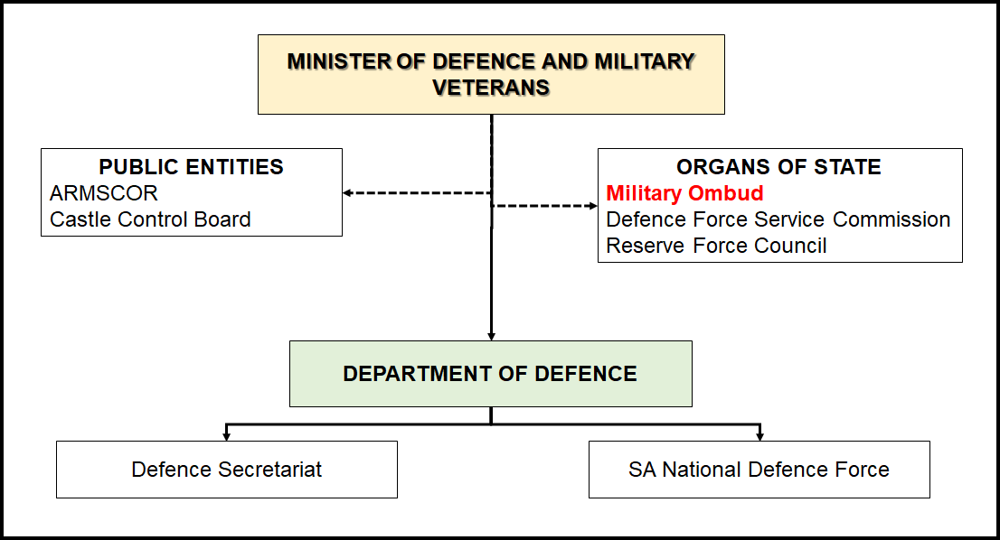 MINISTER OF DEFENCE AND MILITARY
VETERANS
PUBLIC ENTITIES
ARMSCOR
Castle Control Board
ORGANS OF STATE
Military Ombud
Defence Force Service Commission
Reserve Force Council
DEPARTMENT OF DEFENCE
Defence Secretariat
SA National Defence Force